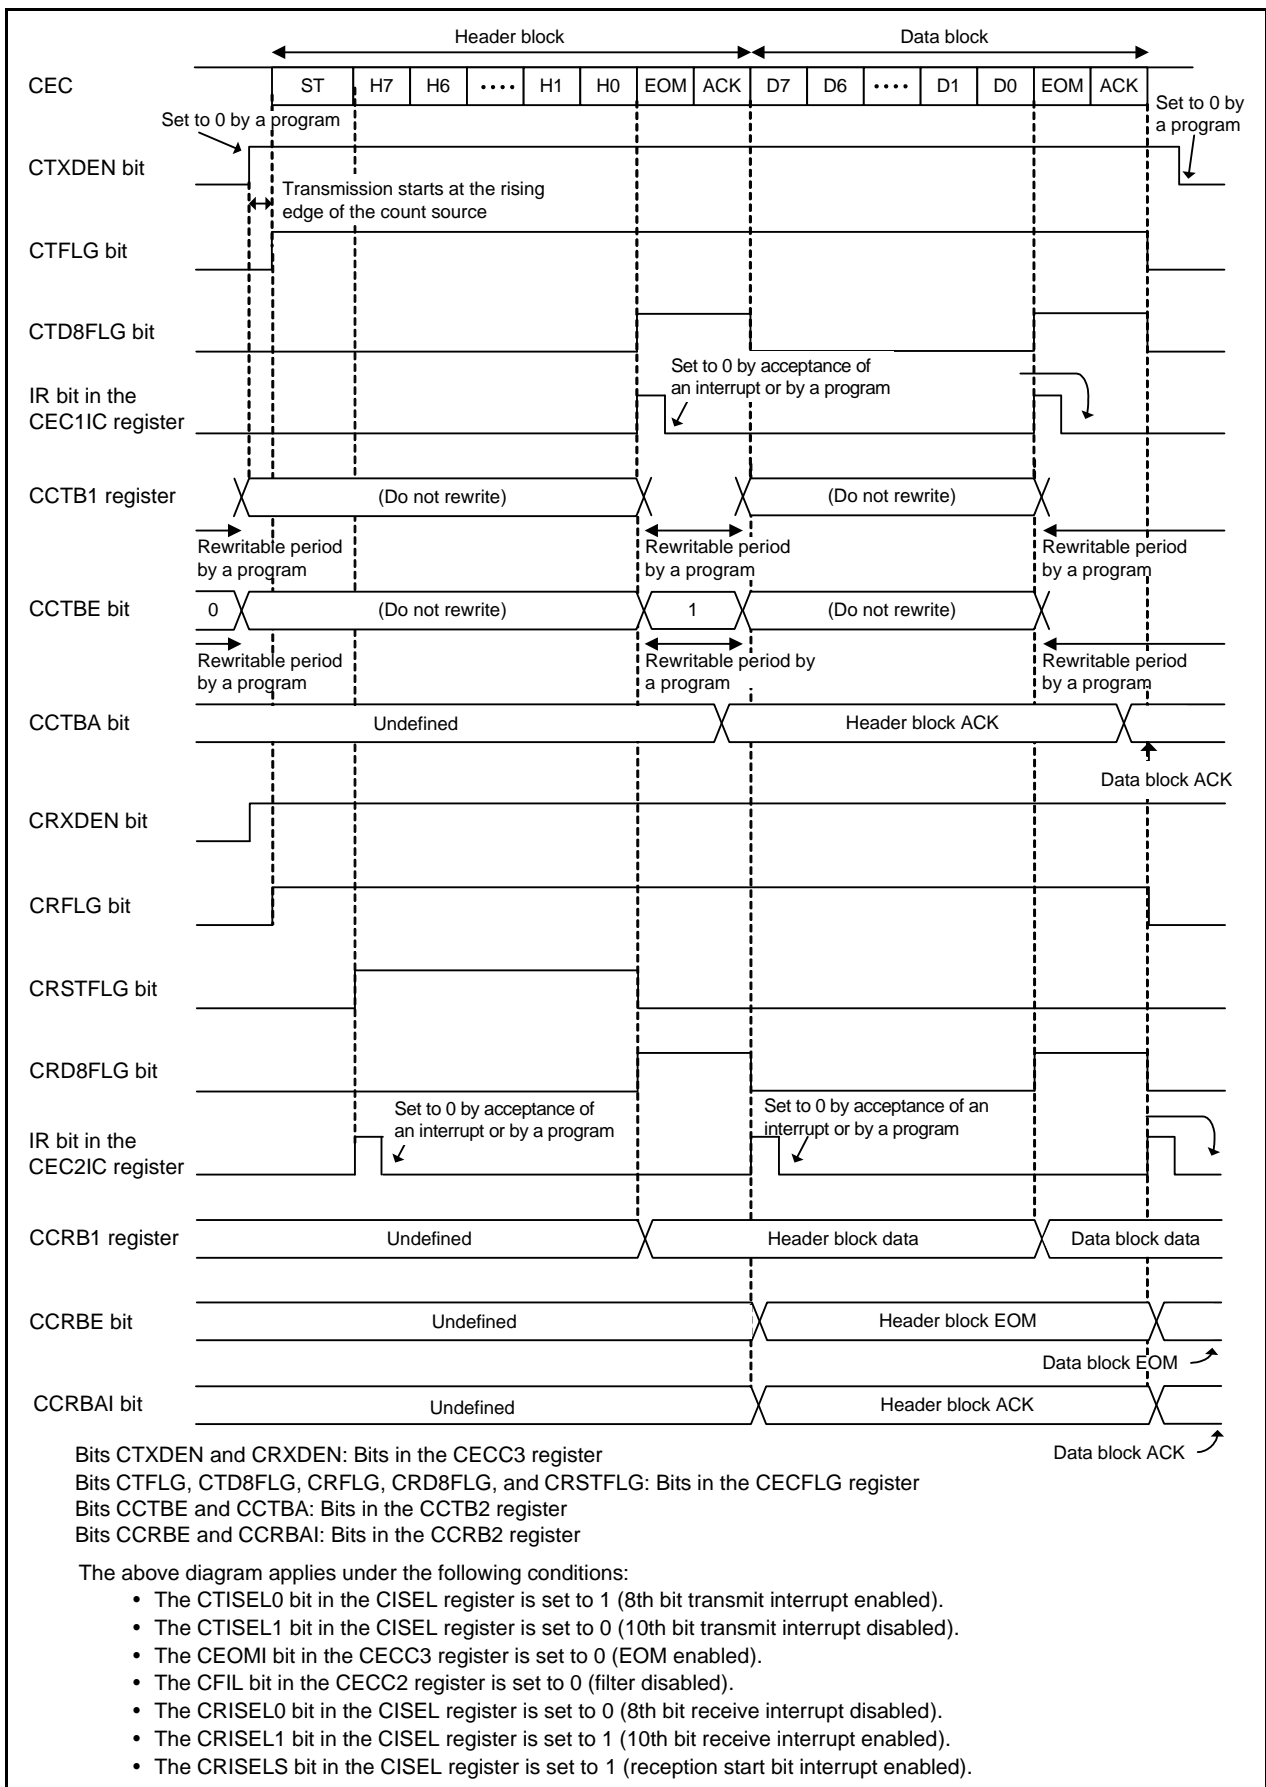 Header block Data block
CEC ST H7 H6 •••• H1 H0 EOM ACK D7 D6 •••• D1 D0 EOM ACK
Set to 0 by a program
Set to 0 by
a program
CTXDEN bit
Transmission starts at the rising
edge of the count source
CTFLG bit
CTD8FLG bit
Set to 0 by acceptance of
an interrupt or by a program
IR bit in the
CEC1IC register
CCTB1 register (Do not rewrite) (Do not rewrite)
Rewritable period Rewritable period Rewritable period
by a program by a program by a program
CCTBE bit 0 (Do not rewrite) 1 (Do not rewrite)
Rewritable period Rewritable period by Rewritable period
by a program a program by a program
CCTBA bit Undefined Header block ACK
Data block ACK
CRXDEN bit
CRFLG bit
CRSTFLG bit
CRD8FLG bit
Set to 0 by acceptance of Set to 0 by acceptance of an
an interrupt or by a program interrupt or by a program
IR bit in the
CEC2IC register
CCRB1 register Undefined Header block data Data block data
CCRBE bit Undefined Header block EOM
Data block EOM
CCRBAI bit Undefined Header block ACK
Data block ACK
Bits CTXDEN and CRXDEN: Bits in the CECC3 register
Bits CTFLG, CTD8FLG, CRFLG, CRD8FLG, and CRSTFLG: Bits in the CECFLG register
Bits CCTBE and CCTBA: Bits in the CCTB2 register
Bits CCRBE and CCRBAI: Bits in the CCRB2 register
The above diagram applies under the following conditions:
• The CTISEL0 bit in the CISEL register is set to 1 (8th bit transmit interrupt enabled).
• The CTISEL1 bit in the CISEL register is set to 0 (10th bit transmit interrupt disabled).
• The CEOMI bit in the CECC3 register is set to 0 (EOM enabled).
• The CFIL bit in the CECC2 register is set to 0 (filter disabled).
• The CRISEL0 bit in the CISEL register is set to 0 (8th bit receive interrupt disabled).
• The CRISEL1 bit in the CISEL register is set to 1 (10th bit receive interrupt enabled).
• The CRISELS bit in the CISEL register is set to 1 (reception start bit interrupt enabled).